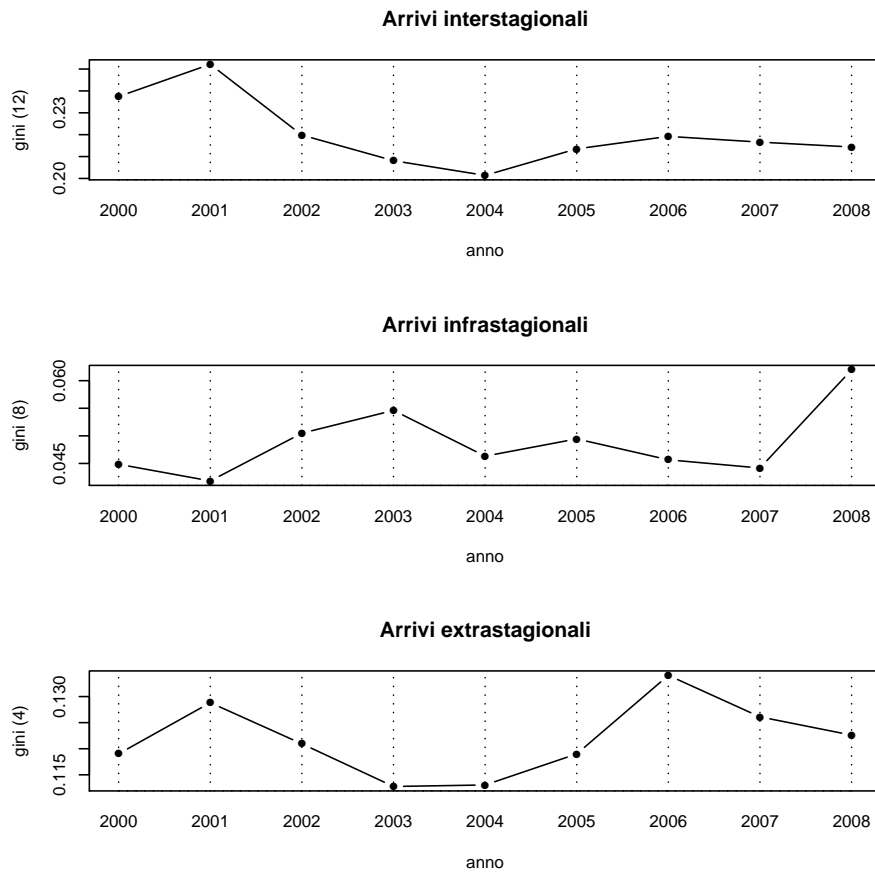 Arrivi interstagionali
gini (12)
0.23
0.20
2000 2001 2002 2003 2004 2005 2006 2007 2008
anno
Arrivi infrastagionali
gini (8)
0.060
0.045
2000 2001 2002 2003 2004 2005 2006 2007 2008
anno
Arrivi extrastagionali
gini (4)
0.130
0.115
2000 2001 2002 2003 2004 2005 2006 2007 2008
anno